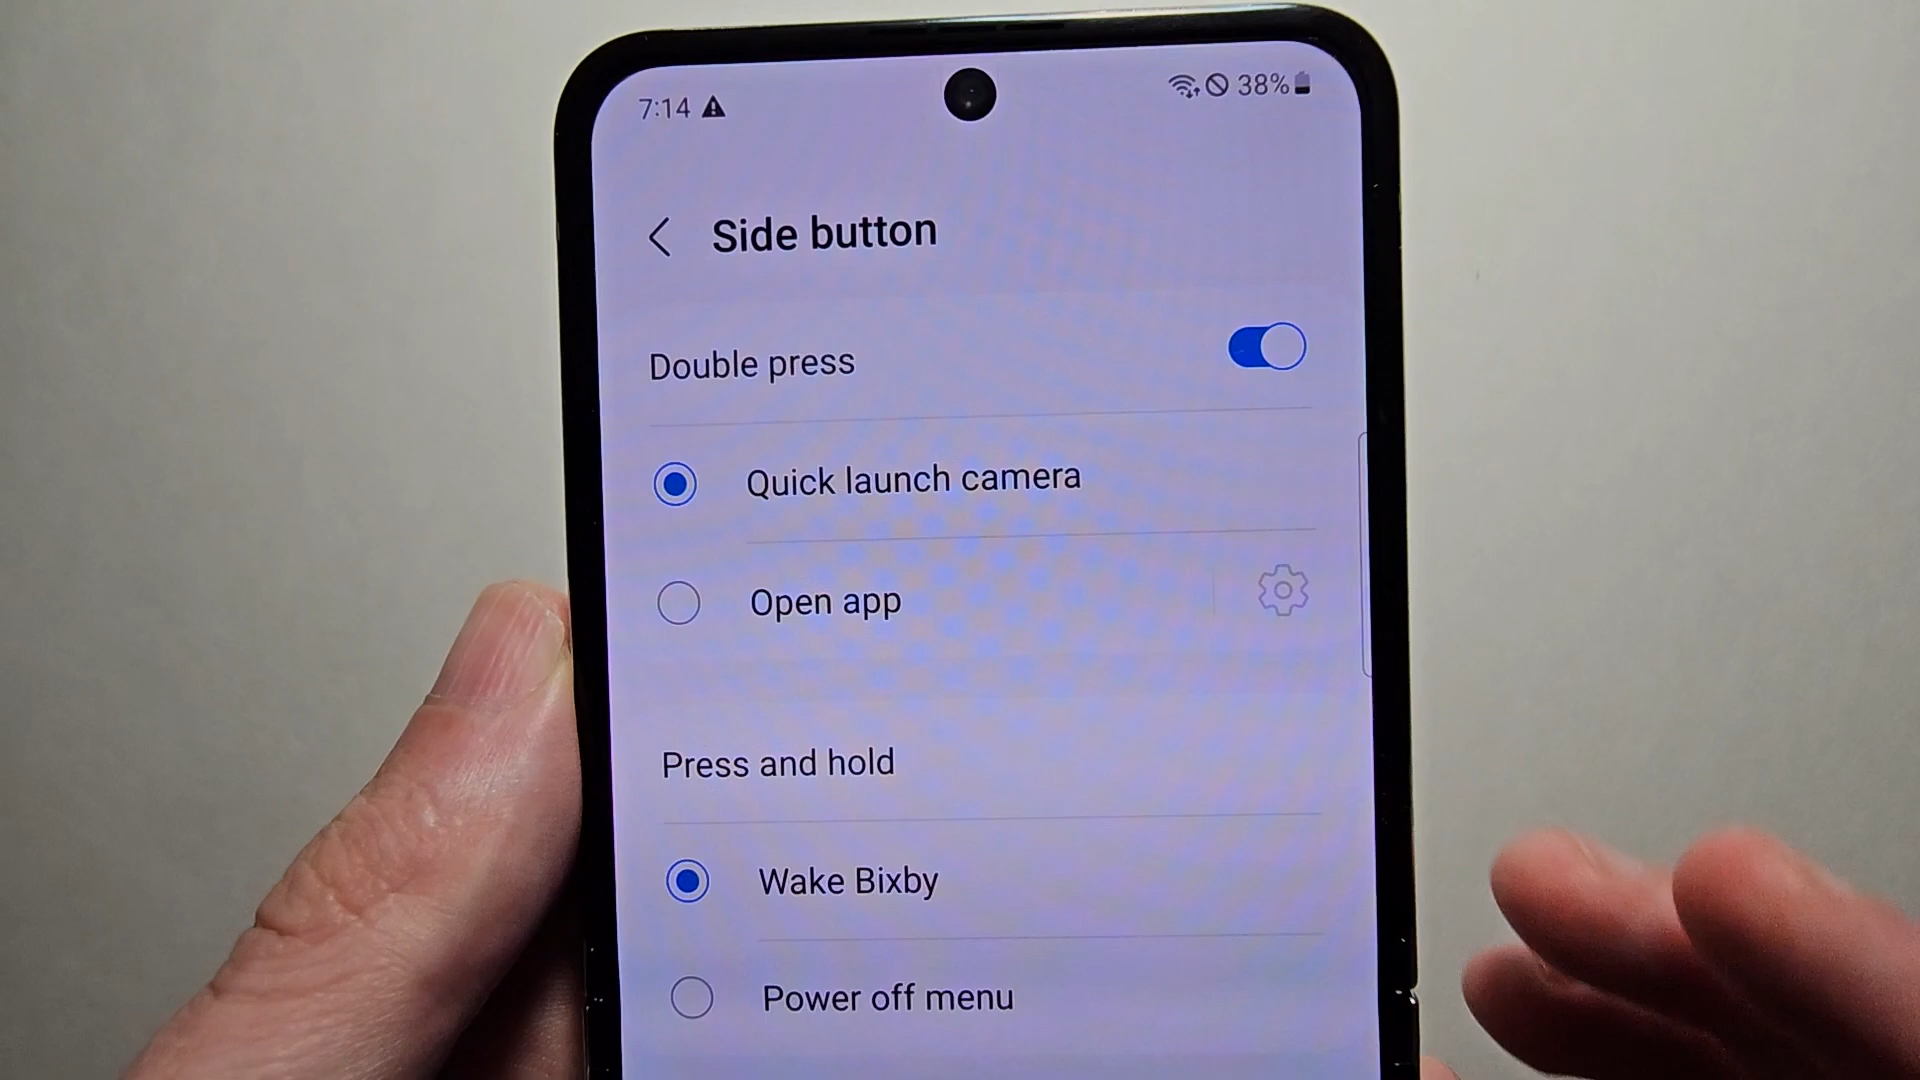 7:14
38%
Side button
Double press
Quick launch camera
Open app
Press and hold
Wake Bixby
Power off menu